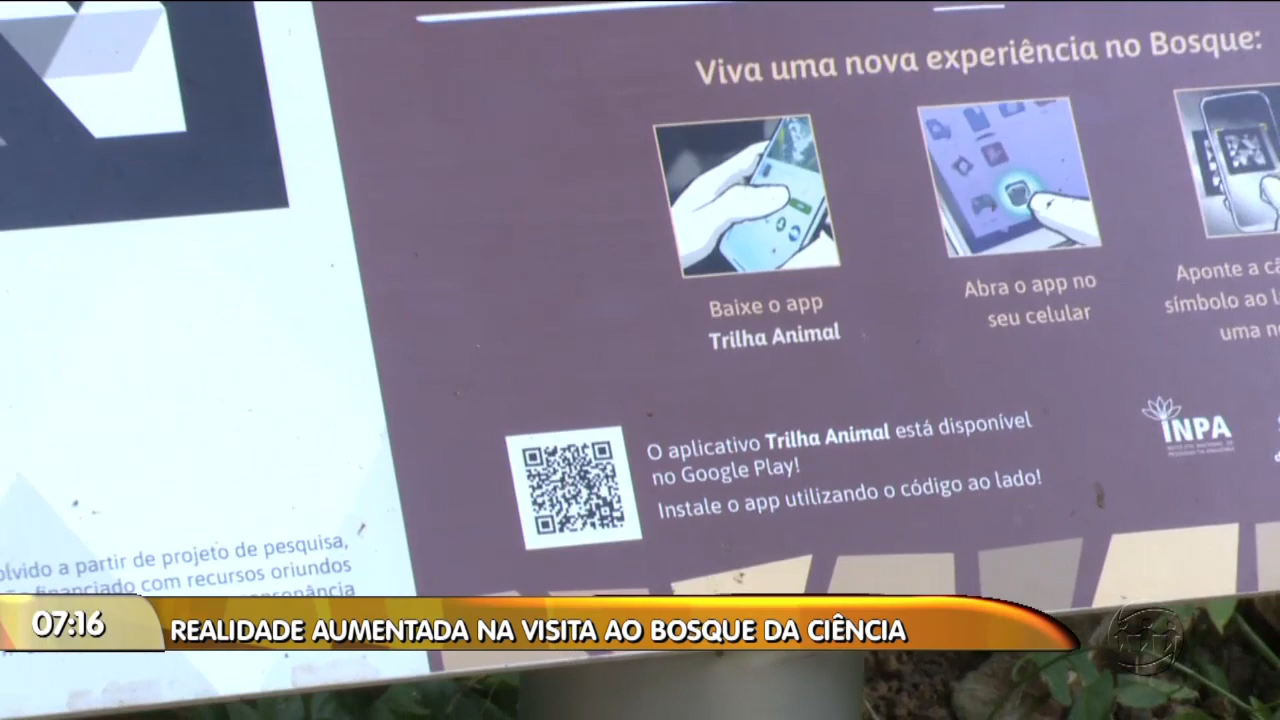 Viva uma nova experiência no Bosque:
Baixe o app
Trilha Animal
Abra o app no
seu celular
Aponte a
símbolo ao
uma
O aplicativo Trilha Animal está disponível
no Google Play!
Instale o app utilizando o código ao lado!
INPA
de projeto de pesquisa,
a partir
financiado com recursos oriundos
07:16
REALIDADE AUMENTADA NA VISITA AO BOSQUE DA CIÊNCIA